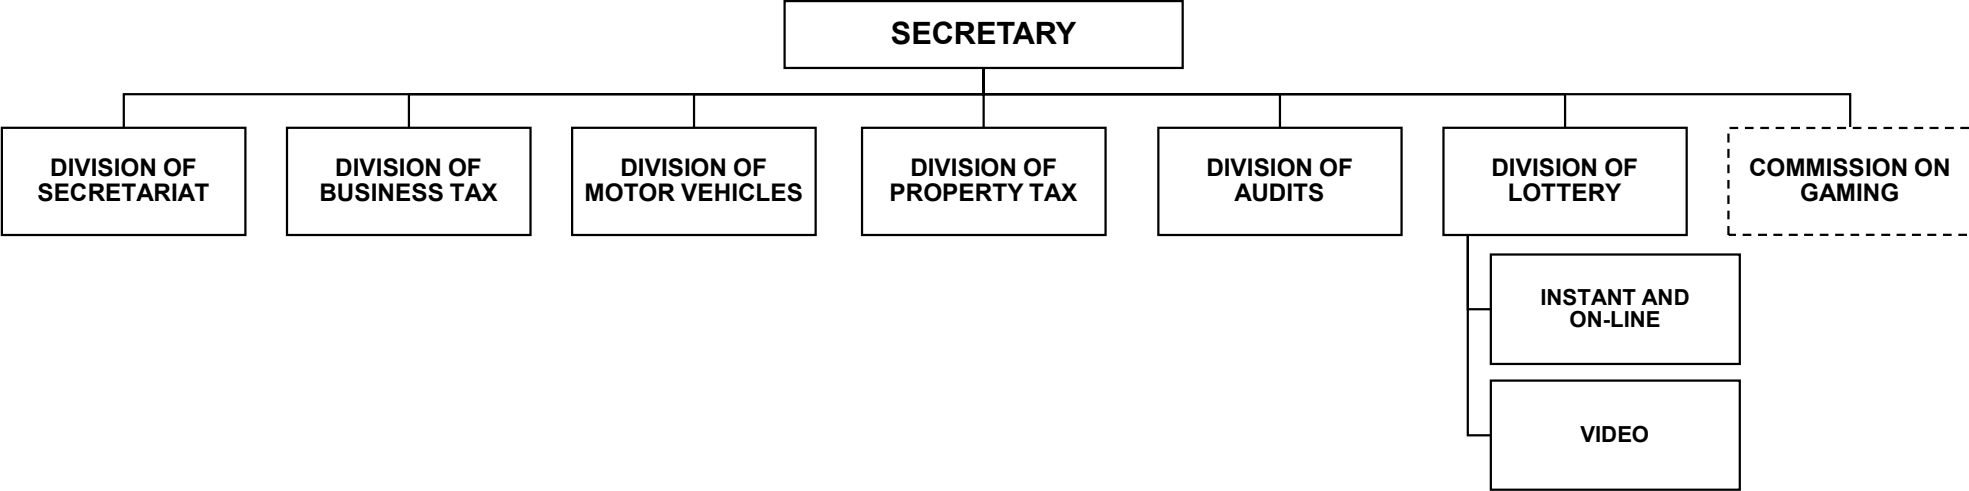 SECRETARY
DIVISION OF
SECRETARIAT
DIVISION OF
BUSINESS TAX
DIVISION OF
MOTOR VEHICLES
DIVISION OF
PROPERTY TAX
DIVISION OF
AUDITS
DIVISION OF
LOTTERY
COMMISSION ON
GAMING
INSTANT AND
ON-LINE
VIDEO